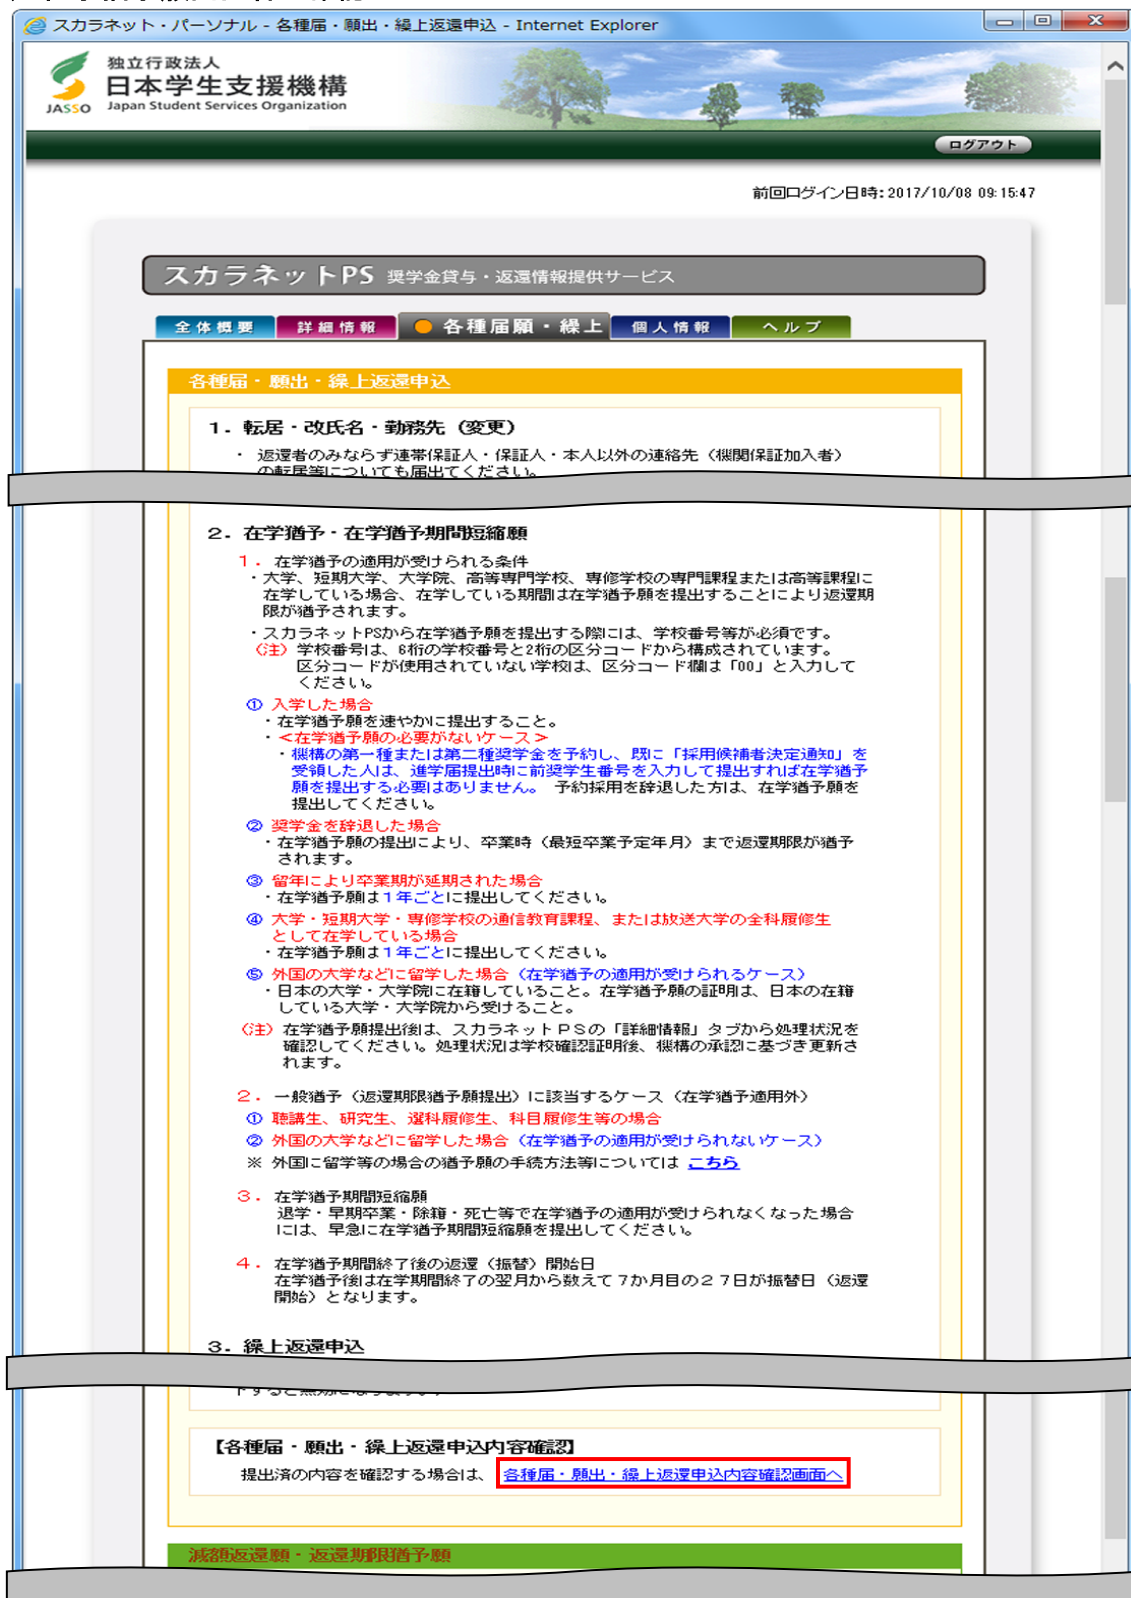 スカラネット・パーソナル - 各種届・願出・繰上返還申込 - Internet Explorer
独立行政法人
日本学生支援機構
JASSO Japan Student Services Organization
ログアウト
前回ログイン日時：2017/10/08 09:15:47
スカラネットPS 奨学金貸与・返還情報提供サービス
全体概要 詳細情報 各種届願・繰上 個人情報 ヘルプ
各種届・願出・繰上返還申込
1．転居・改氏名・勤務先（変更）
・ 返還者のみならず連帯保証人・保証人・本人以外の連絡先（機関保証加入者）
の転居等についても届出てください。
2．在学猶予・在学猶予期間短縮願
1．在学猶予の適用が受けられる条件
・大学、短期大学、大学院、高等専門学校、専修学校の専門課程または高等課程に
在学している場合、在学している期間は在学猶予願を提出することにより返還期
限が猶予されます。
・スカラネットPSから在学猶予願を提出する際には、学校番号等が必須です。
（注）学校番号は、6桁の学校番号と2桁の区分コードから構成されています。
区分コードが使用されていない学校は、区分コード欄は「00」と入力して
ください。
① 入学した場合
・在学猶予願を速やかに提出すること。
・＜在学猶予願の必要がないケース＞
・機構の第一種または第二種奨学金を予約し、既に「採用候補者決定通知」を
受領した人は、進学届提出時に前奨学生番号を入力して提出すれば在学猶予
願を提出する必要はありません。 予約採用を辞退した方は、在学猶予願を
提出してください。
② 奨学金を辞退した場合
・在学猶予願の提出により、卒業時（最短卒業予定年月）まで返還期限が猶予
されます。
③ 留年により卒業期が延期された場合
・在学猶予願は１年ごとに提出してください。
④ 大学・短期大学・専修学校の通信教育課程、または放送大学の全科履修生
として在学している場合
・在学猶予願は１年ごとに提出してください。
⑤ 外国の大学などに留学した場合（在学猶予の適用が受けられるケース）
・日本の大学・大学院に在籍していること。在学猶予願の証明は、日本の在籍
している大学・大学院から受けること。
（注）在学猶予願提出後は、スカラネットＰＳの「詳細情報」タブから処理状況を
確認してください。処理状況は学校確認証明後、機構の承認に基づき更新さ
れます。
２．一般猶予（返還期限猶予願提出）に該当するケース（在学猶予適用外）
① 聴講生、研究生、選科履修生、科目履修生等の場合
② 外国の大学などに留学した場合（在学猶予の適用が受けられないケース）
※ 外国に留学等の場合の猶予願の手続方法等については こちら
３．在学猶予期間短縮願
退学・早期卒業・除籍・死亡等で在学猶予の適用が受けられなくなった場合
には、早急に在学猶予期間短縮願を提出してください。
４．在学猶予期間終了後の返還（振替）開始日
在学猶予後は在学期間終了の翌月から数えて７か月目の２７日が振替日（返還
開始）となります。
3．繰上返還申込
【各種届・願出・繰上返還申込内容確認】
提出済の内容を確認する場合は、 各種届・願出・繰上返還申込内容確認画面へ
減額返還願・返還期限猶予願